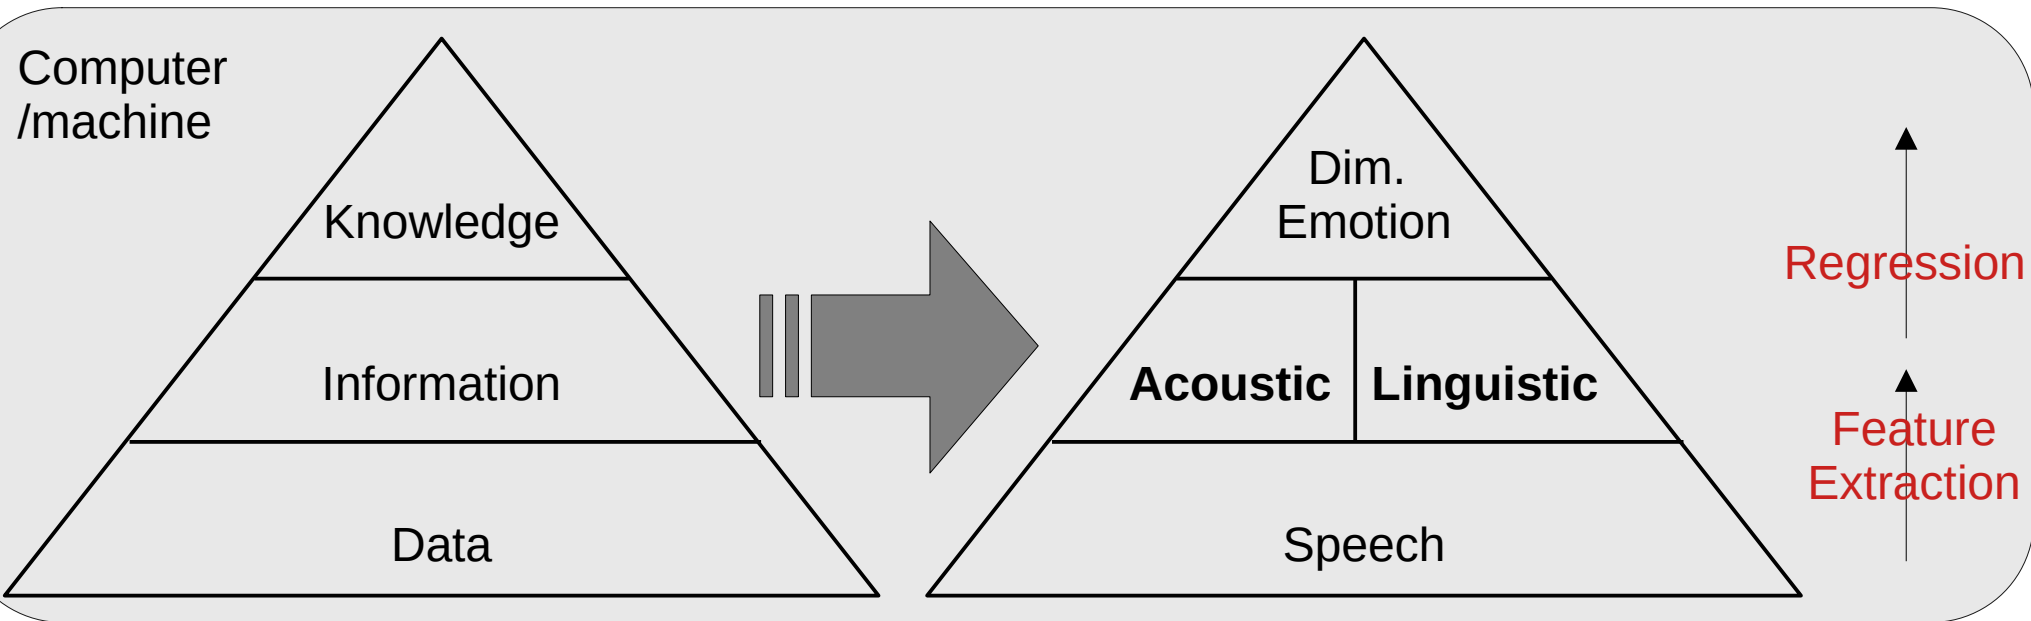 Computer
/machine
Knowledge
Information
Data
Dim.
Emotion
Acoustic
Linguistic
Speech
Regression
Feature
Extraction